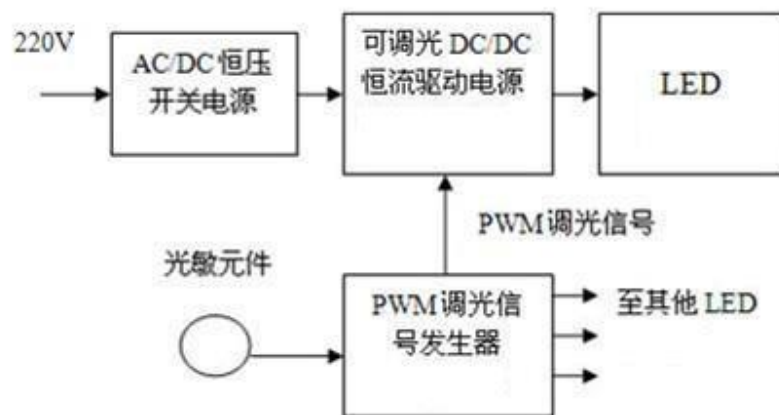 220V
AC/DC 恒压
开关电源
可调光 DC/DC
恒流驱动电源
LED
PWM 调光信号
光敏元件
PWM 调光信
号发生器
至其他 LED